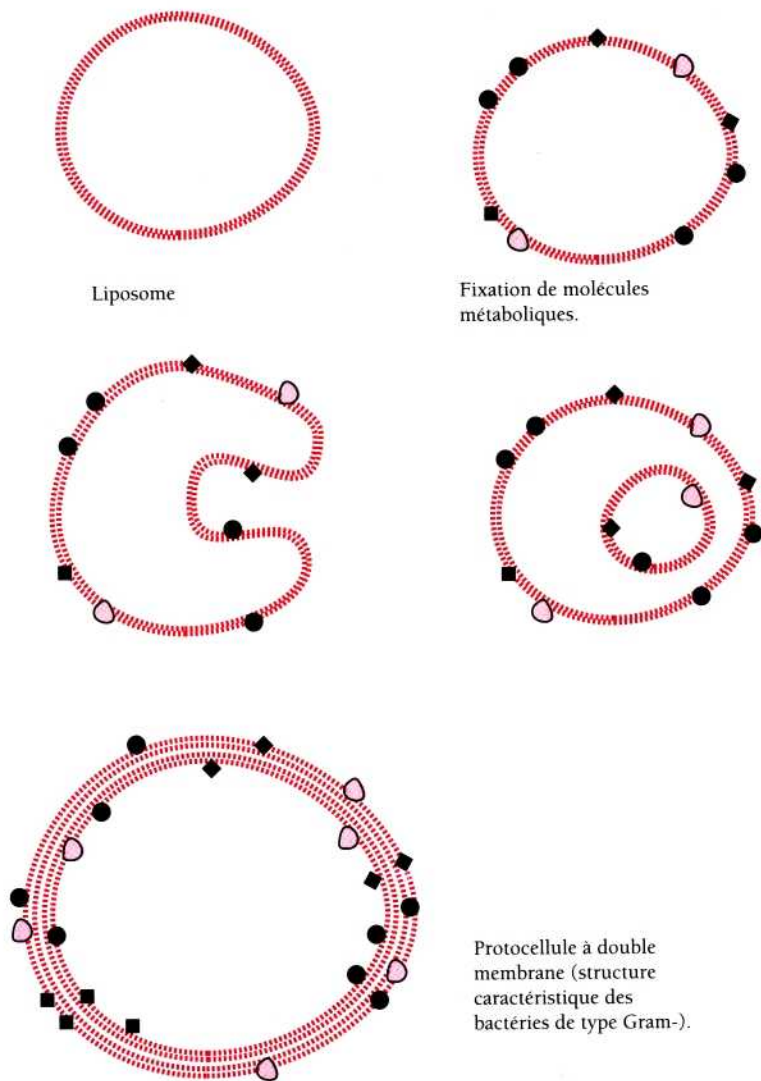 Liposome
Fixation de molécules
métaboliques.
Protocellule à double
membrane (structure
caractéristique des
bactéries de type Gram-).